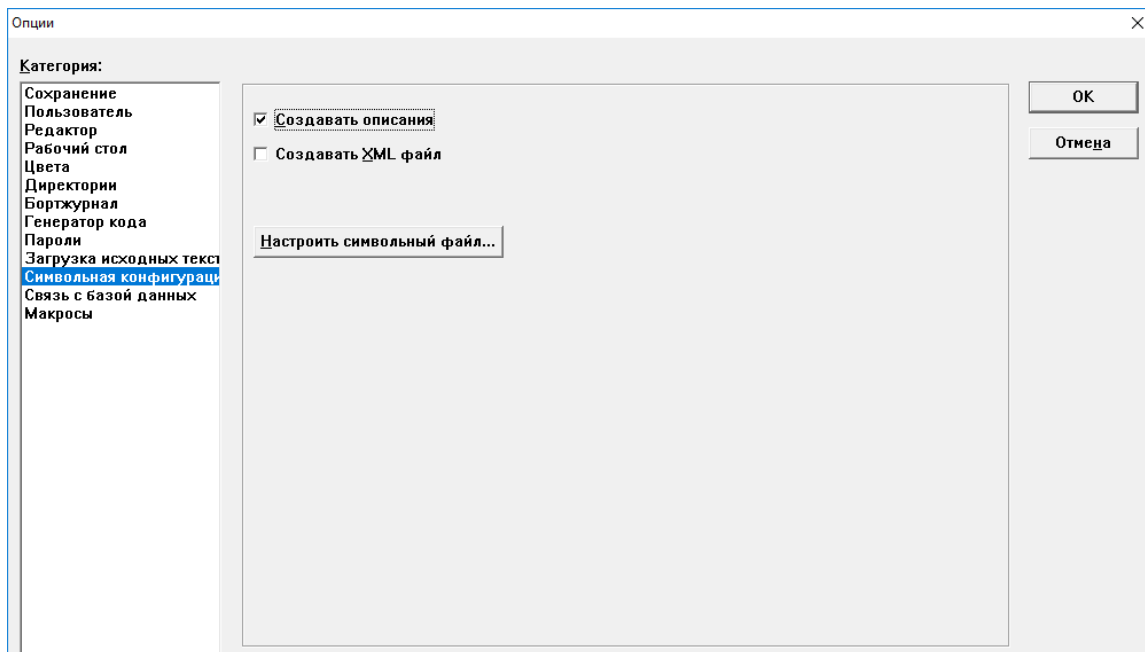 Опции
Категория:
Сохранение
Пользователь
Редактор
Рабочий стол
Цвета
Директории
Бортжурнал
Генератор кода
Пароли
Загрузка исходных текст
Символьная конфигураци
Связь с базой данных
Макросы
Создавать описания
Создавать XML файл
Настроить символьный файл...
OK
Отмена